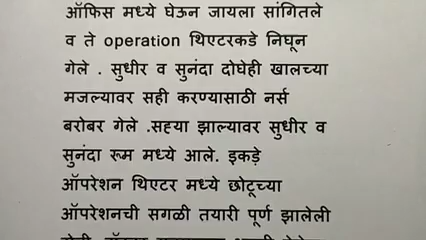 ऑफिस मध्ये घेऊन जायला सांगितले
व ते operation थिएटरकडे निघून
गेले . सुधीर व सुनंदा दोघेही खालच्या
मजल्यावर सही करण्यासाठी नर्स
बरोबर गेले .सह्या झाल्यावर सुधीर व
सुनंदा रूम मध्ये आले. इकडे
ऑपरेशन थिएटर मध्ये छोटूच्या
ऑपरेशनची सगळी तयारी पूर्ण झालेली